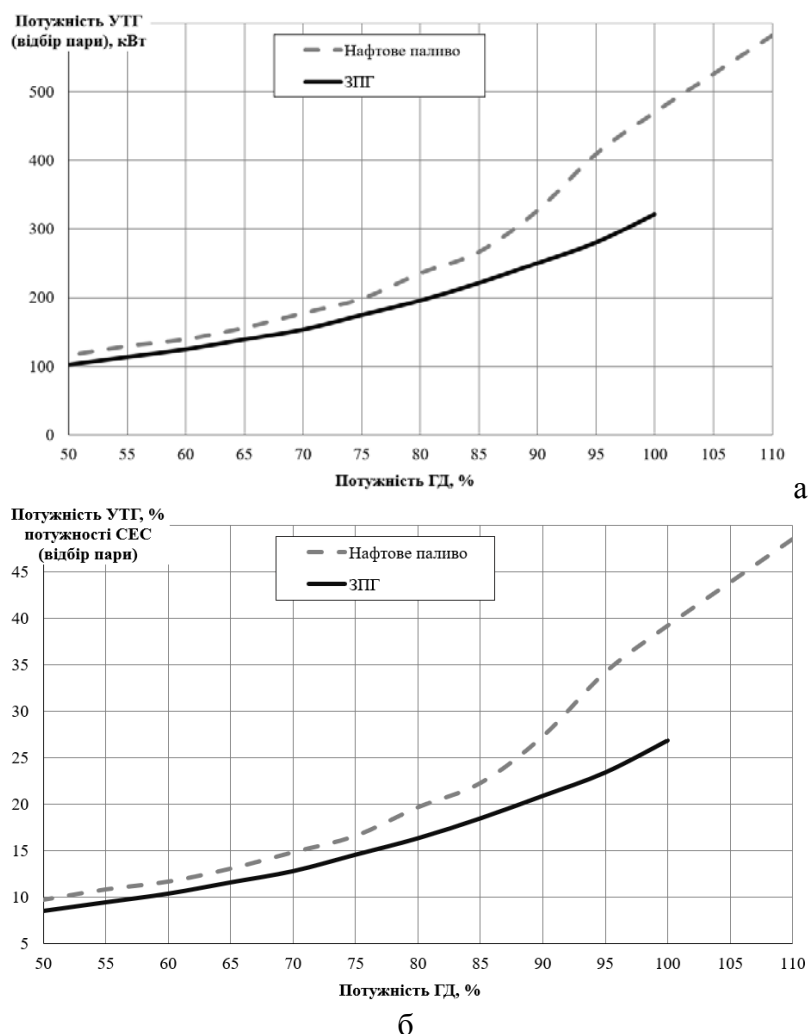 Потужність УТГ
(відбір пари), кВт
Нафтове паливо
ЗПГ
500
400
300
200
100
0
50 55 60 65 70 75 80 85 90 95 100 105 110
Потужність ГД, %
а
Потужність УТГ, %
потужності СЕС
(відбір пари)
Нафтове паливо
ЗПГ
45
40
35
30
25
20
15
10
5
50 55 60 65 70 75 80 85 90 95 100 105 110
Потужність ГД, %
б